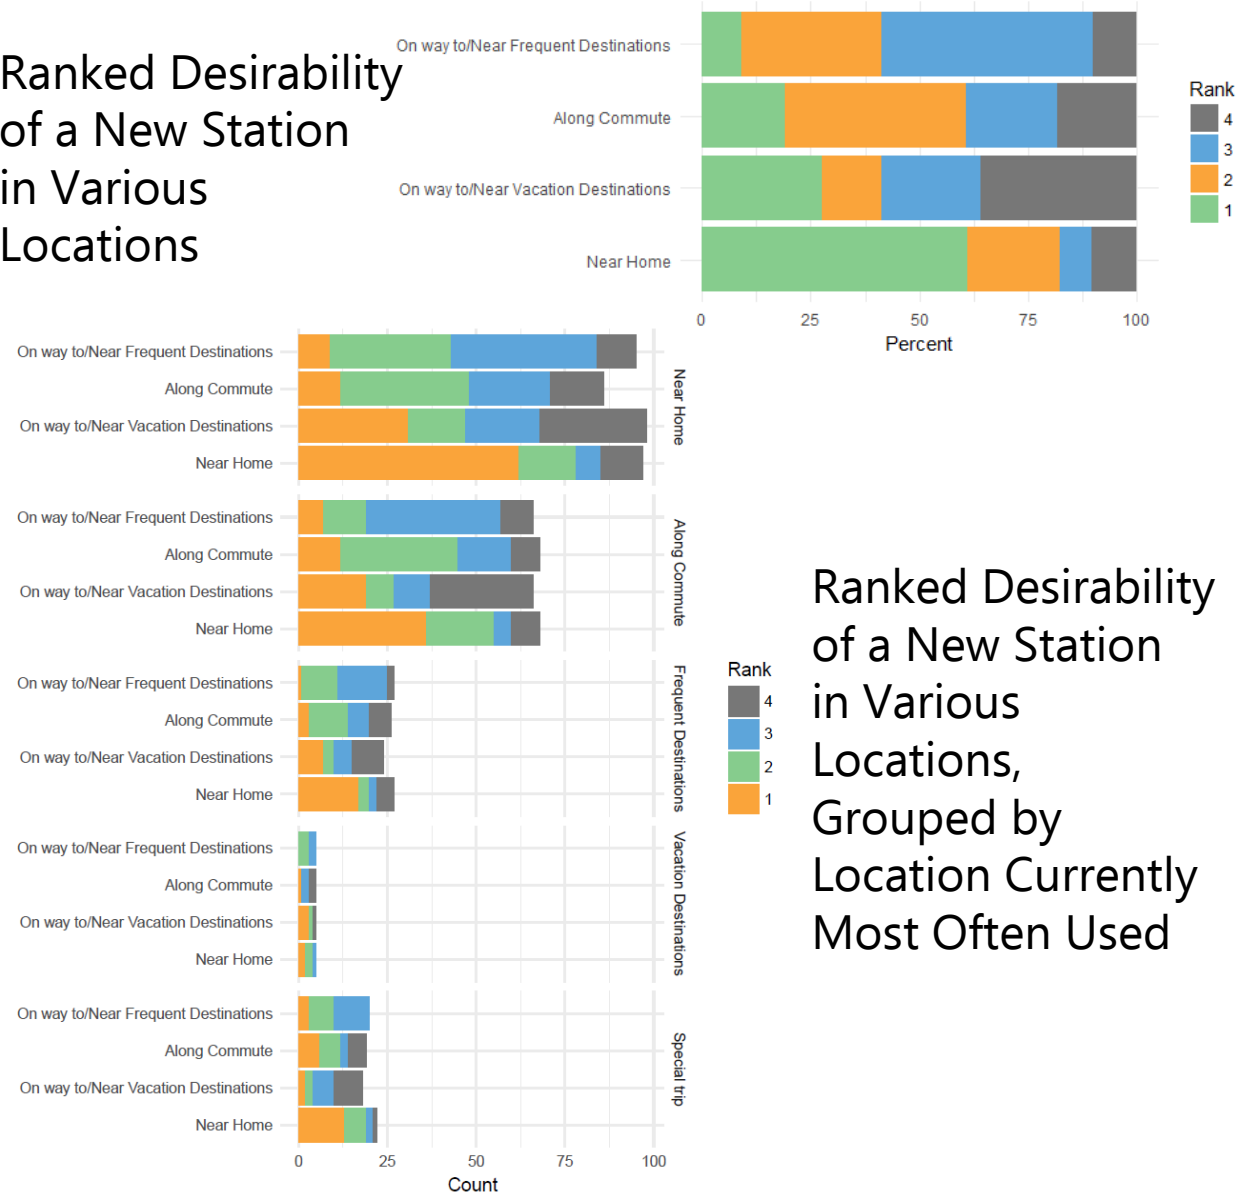 Ranked Desirability
of a New Station
in Various
Locations
On way to/Near Frequent Destinations
Along Commute
On way to/Near Vacation Destinations
Near Home
0 25 50 75 100
Percent
Rank
4
3
2
1
On way to/Near Frequent Destinations
Along Commute
On way to/Near Vacation Destinations
Near Home
Near Home
On way to/Near Frequent Destinations
Along Commute
On way to/Near Vacation Destinations
Near Home
Along Commute
On way to/Near Frequent Destinations
Along Commute
On way to/Near Vacation Destinations
Near Home
Frequent Destinations
On way to/Near Frequent Destinations
Along Commute
On way to/Near Vacation Destinations
Near Home
Vacation Destinations
On way to/Near Frequent Destinations
Along Commute
On way to/Near Vacation Destinations
Near Home
Special trip
0 25 50 75 100
Count
Rank
4
3
2
1
Ranked Desirability
of a New Station
in Various
Locations,
Grouped by
Location Currently
Most Often Used